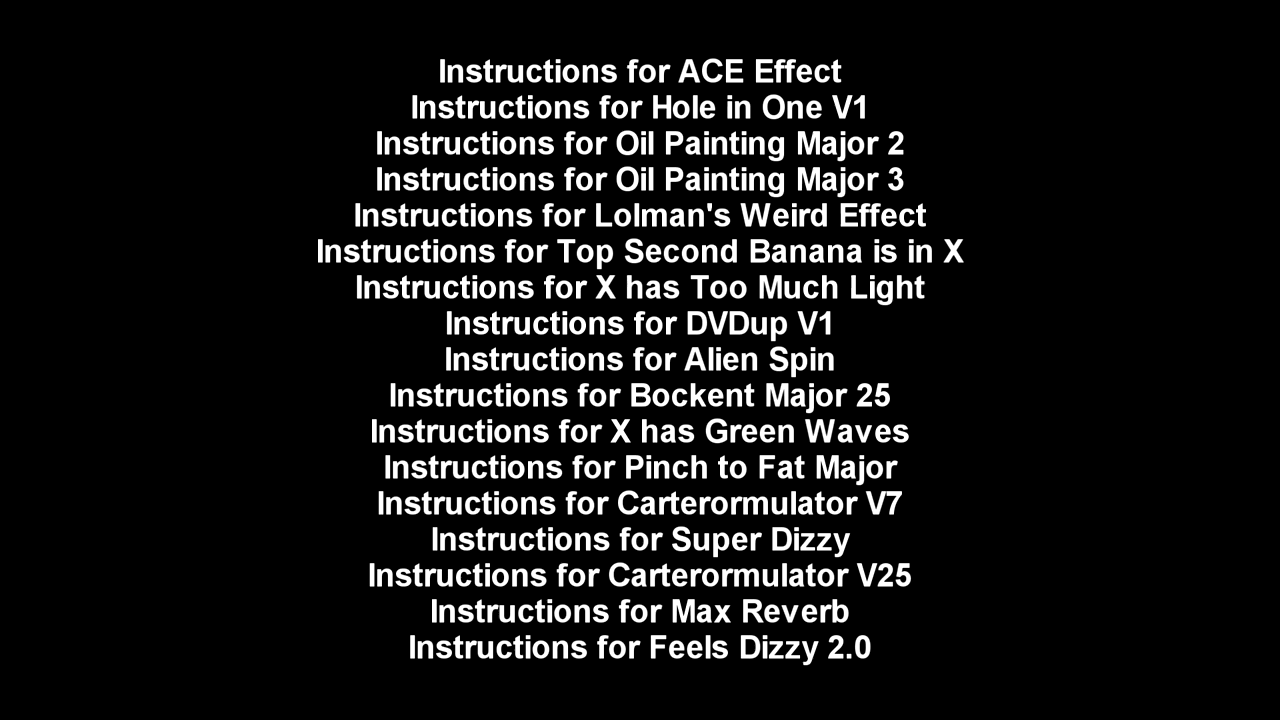 Instructions for ACE Effect
Instructions for Hole in One V1
Instructions for Oil Painting Major 2
Instructions for Oil Painting Major 3
Instructions for Lolman's Weird Effect
Instructions for Top Second Banana is in X
Instructions for X has Too Much Light
Instructions for DVDup V1
Instructions for Alien Spin
Instructions for Bockent Major 25
Instructions for X has Green Waves
Instructions for Pinch to Fat Major
Instructions for Carterormulator V7
Instructions for Super Dizzy
Instructions for Carterormulator V25
Instructions for Max Reverb
Instructions for Feels Dizzy 2.0